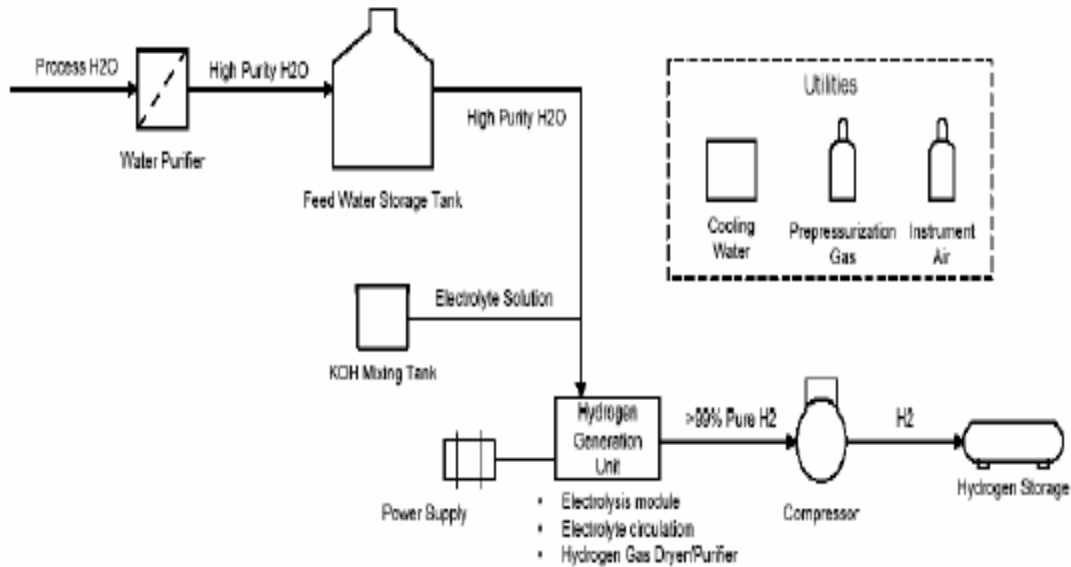 Process H2O
High Purity H2O
Water Purifier
Feed Water Storage Tank
High Purity H2O
Utilities
Cooling
Water
Prepressurization
Gas
Instrument
Air
Electrolyte Solution
KOH Mixing Tank
Hydrogen
Generation
Unit
>99% Pure H2
H2
Power Supply
Compressor
Hydrogen Storage
• Electrolysis module
• Electrolyte circulation
• Hydrogen Gas Dryer/Purifier